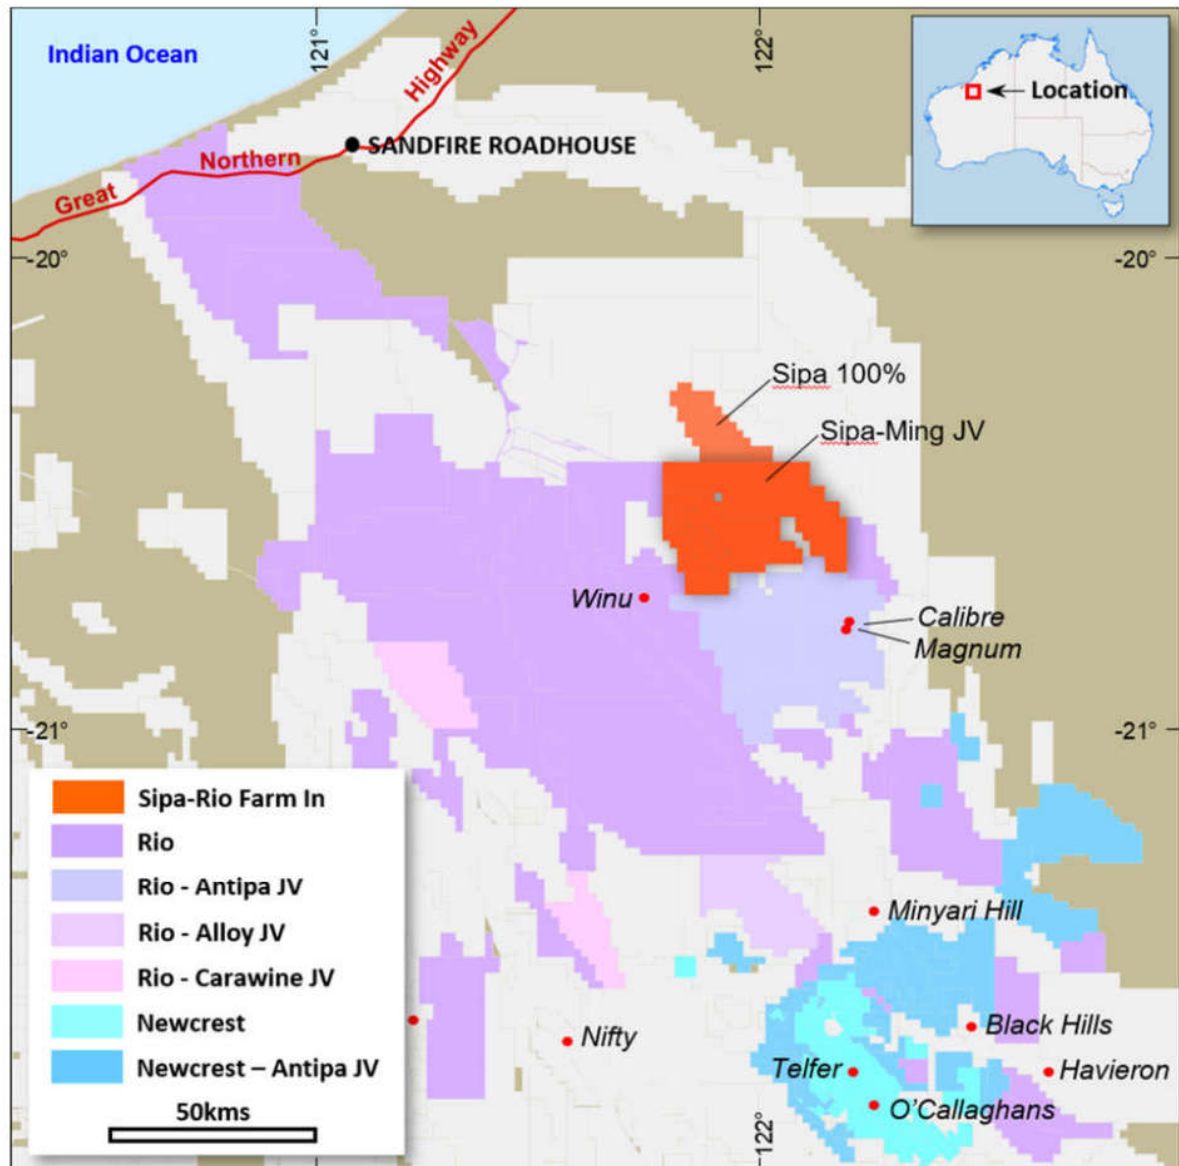 Indian Ocean
121°
122°
Highway
Location
SANDFIRE ROADHOUSE
Northern
Great
-20°
-20°
Sipa 100%
Sipa-Ming JV
Winu
Calibre
Magnum
-21°
-21°
Sipa-Rio Farm In
Rio
Rio - Antipa JV
Rio - Alloy JV
Rio - Carawine JV
Newcrest
Newcrest – Antipa JV
50kms
Minyari Hill
Nifty
Black Hills
Telfer
Havieron
O'Callaghans
122°